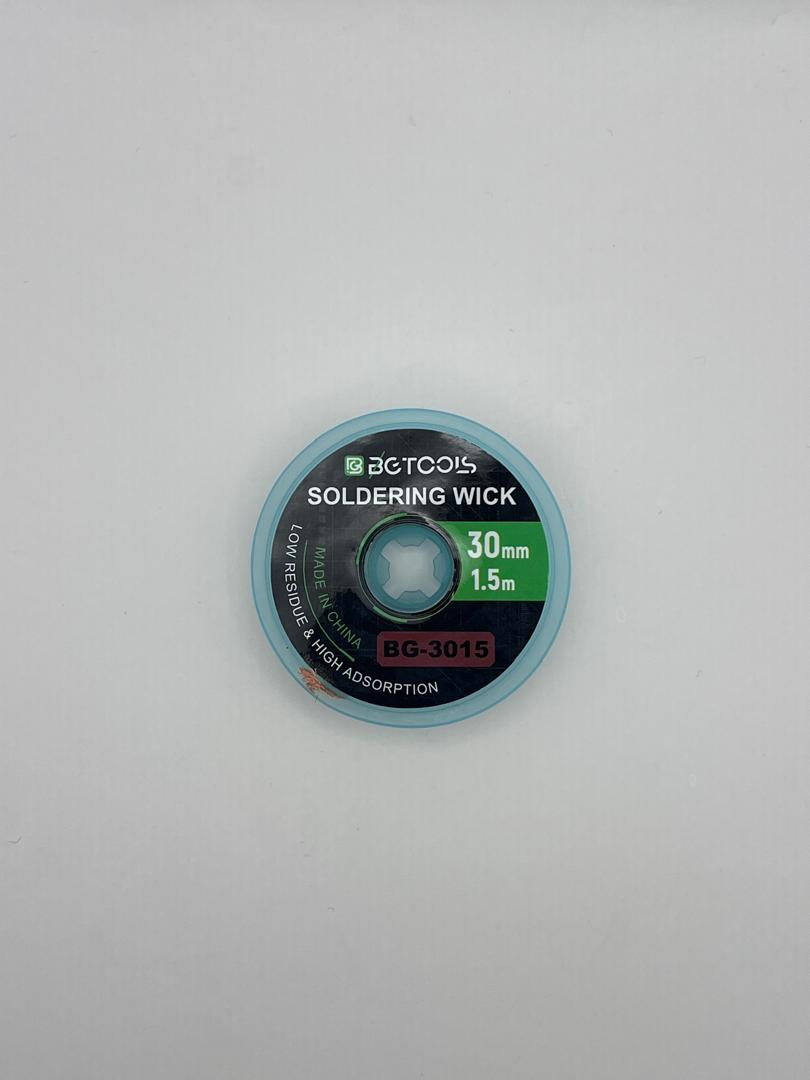 BGTOOLS
SOLDERING WICK
30mm
1.5m
BG-3015
MADE IN CHINA
LOW RESIDUE & HIGH ADSORPTION